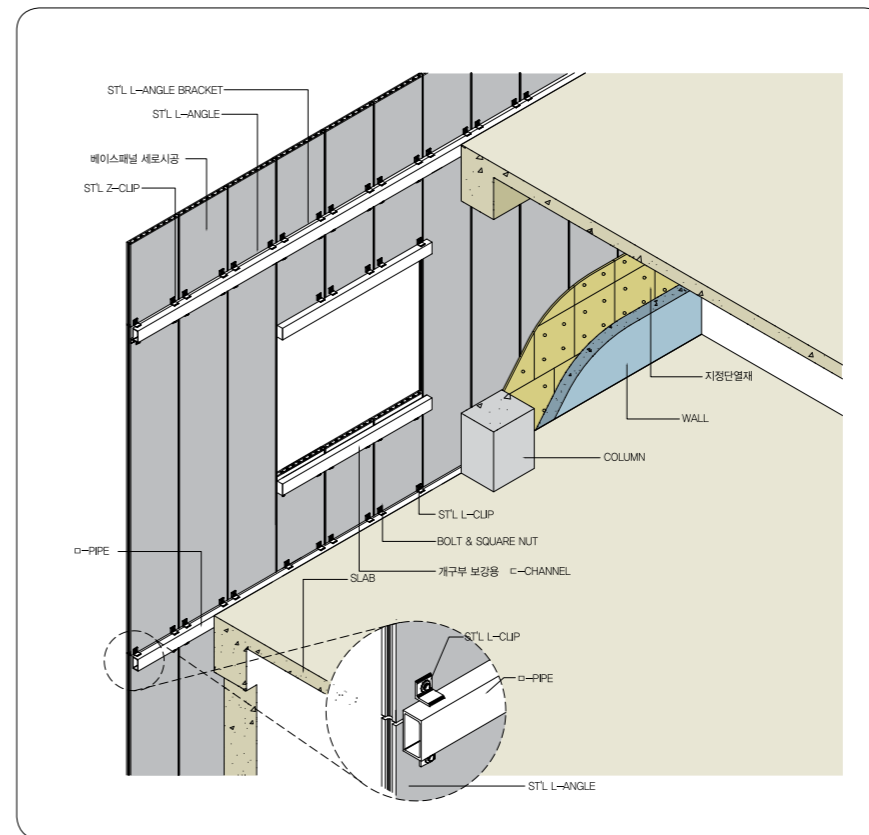 ST'L L-ANGLE BRACKET
ST'L L-ANGLE
베이스패널 세로시공
ST'L Z-CLIP
지정단열재
WALL
COLUMN
ST'L L-CLIP
BOLT & SQUARE NUT
ㅁ-PIPE
SLAB
개구부 보강용 ㄷ-CHANNEL
ST'L L-CLIP
ㅁ-PIPE
ST'L L-ANGLE